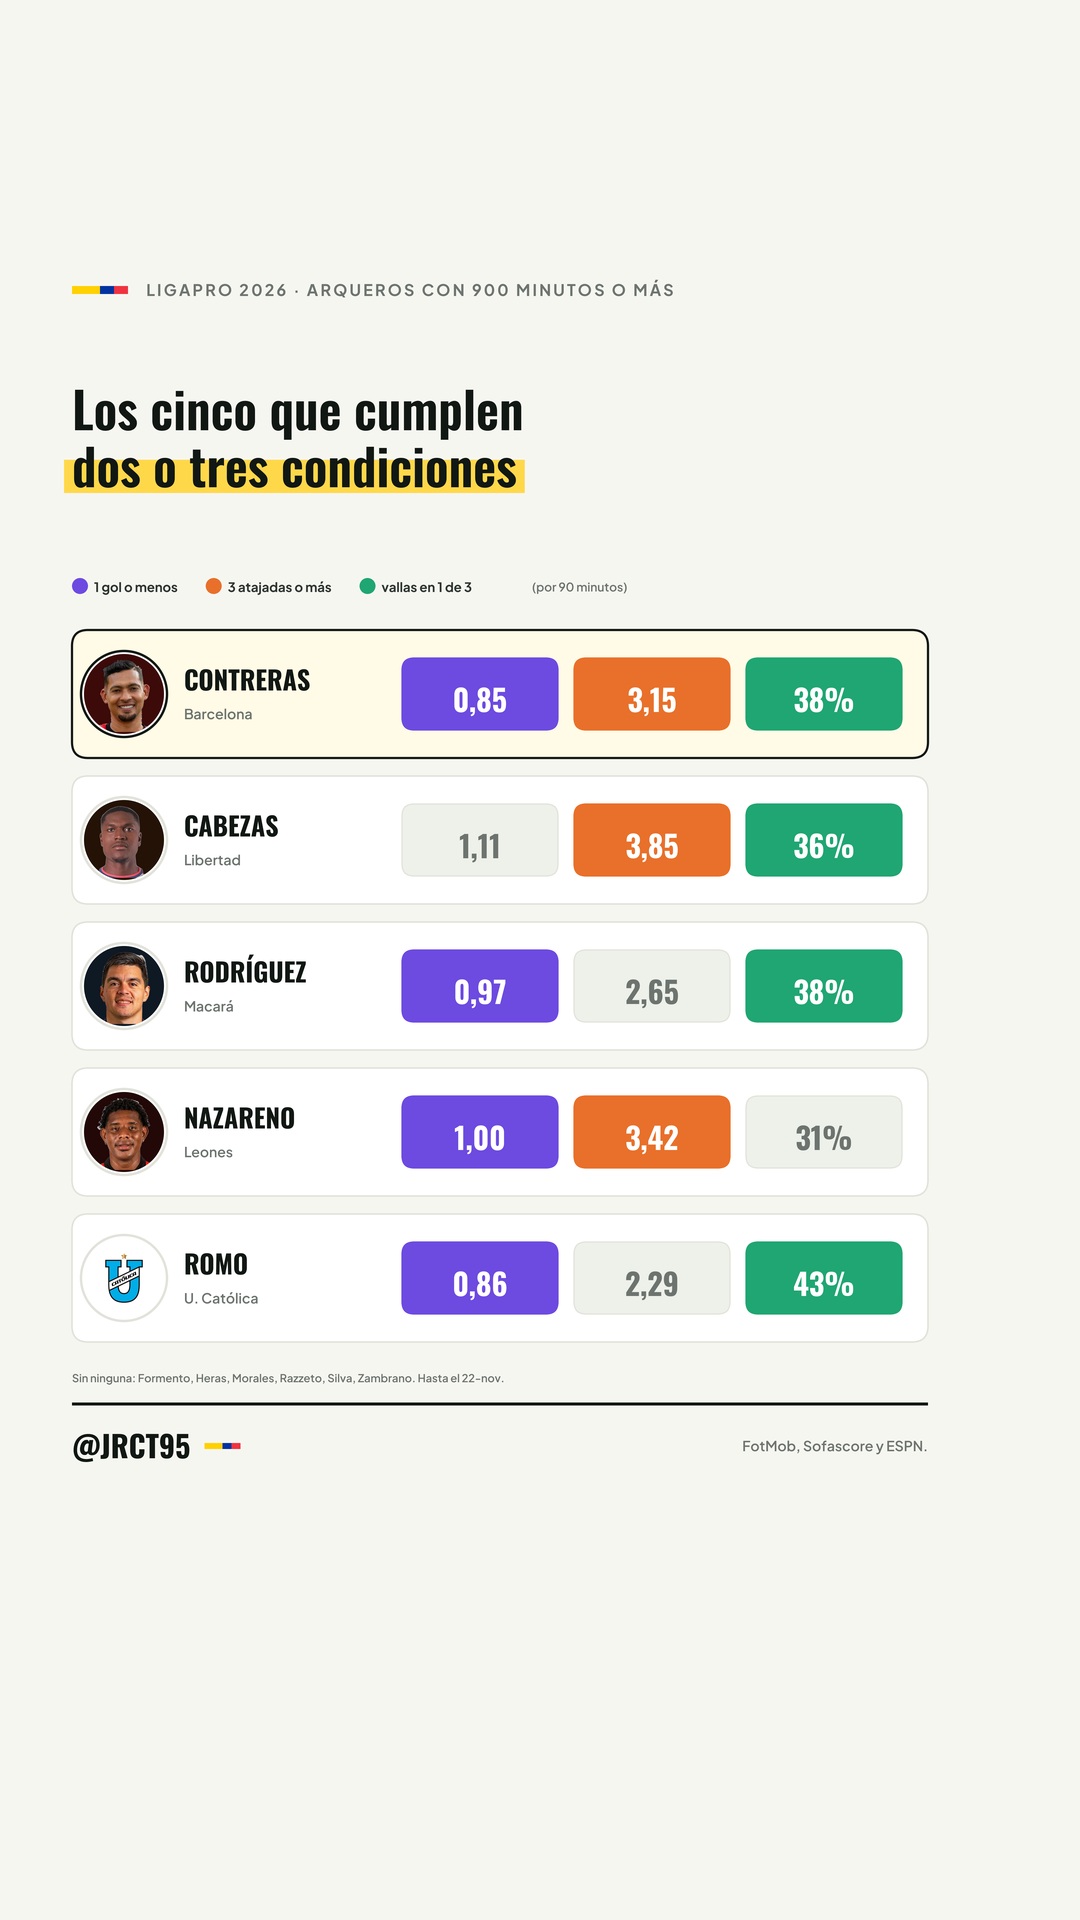 LIGAPRO 2026 · ARQUEROS CON 900 MINUTOS O MÁS
Los cinco que cumplen
dos o tres condiciones
1 gol o menos 3 atajadas o más vallas en 1 de 3 (por 90 minutos)
CONTRERAS
Barcelona
0,85 3,15 38%
CABEZAS
Libertad
1,11 3,85 36%
RODRÍGUEZ
Macará
0,97 2,65 38%
NAZARENO
Leones
1,00 3,42 31%
CATÓLICA
ROMO
U. Católica
0,86 2,29 43%
Sin ninguna: Formento, Heras, Morales, Razzeto, Silva, Zambrano. Hasta el 22-nov.
@JRCT95
FotMob, Sofascore y ESPN.